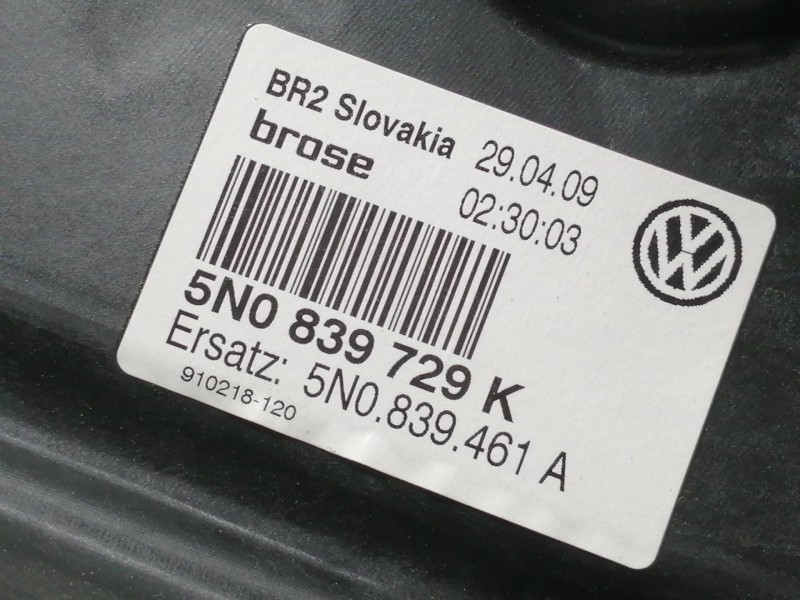 BR2 Slovakia 29.04.09
brose 02:30:03
5N0 839 729 K
Ersatz: 5N0.839.461 A
910218-120